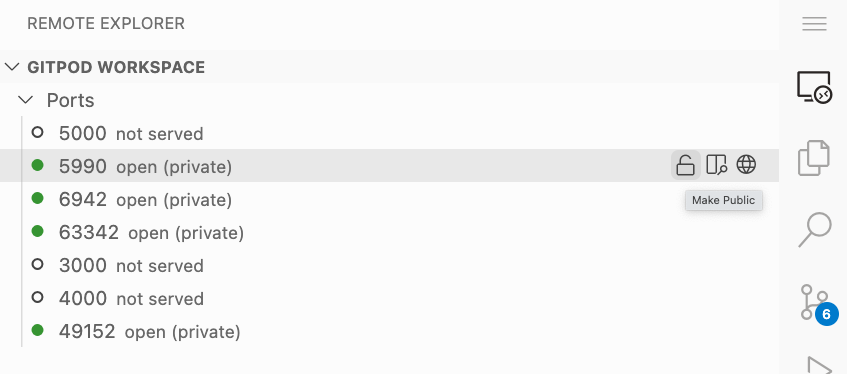 REMOTE EXPLORER
GITPOD WORKSPACE
Ports
5000 not served
5990 open (private)
Make Public
6942 open (private)
63342 open (private)
3000 not served
4000 not served
6
49152 open (private)